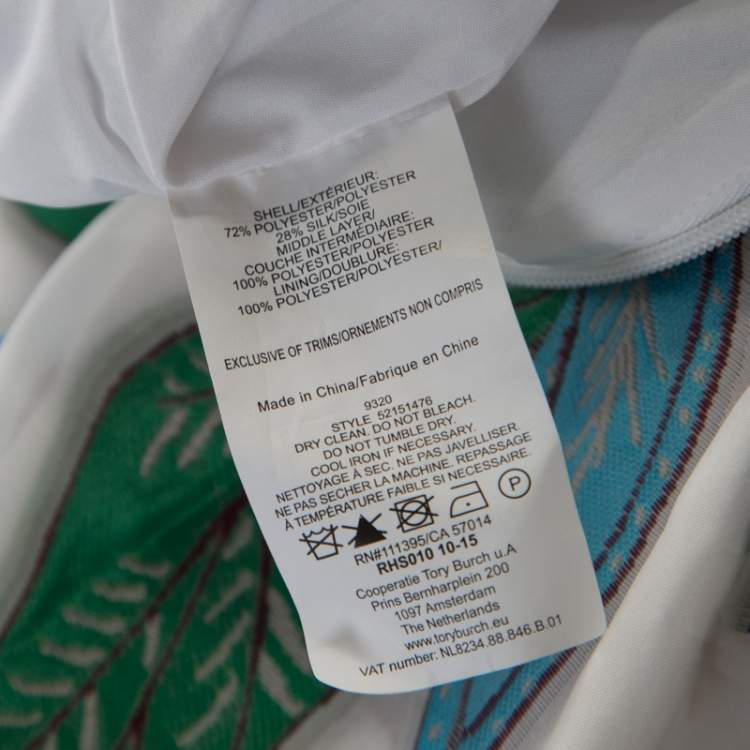 SHELL/EXTÉRIEUR:
72% POLYESTER/POLYESTER
28% SILK/SOIE
MIDDLE LAYER/
COUCHE INTERMÉDIAIRE:
100% POLYESTER/POLYESTER
LINING/DOUBLURE:
100% POLYESTER/POLYESTER/
EXCLUSIVE OF TRIMS/ORNEMENTS NON COMPRIS
Made in China/Fabrique en Chine
9320
STYLE 52151476
DRY CLEAN. DO NOT BLEACH.
DO NOT TUMBLE DRY.
COOL IRON IF NECESSARY.
NETTOYAGE À SEC. NE PAS JAVELLISER.
NE PAS SECHER LA MACHINE. REPASSAGE
À TEMPÉRATURE FAIBLE SI NECESSAIRE.
P
RN#111395/CA 57014
RHS010 10-15
Cooperatie Tory Burch u.A
Prins Bernharplein 200
1097 Amsterdam
The Netherlands
www.toryburch.eu
VAT number: NL8234.88.846.B.01